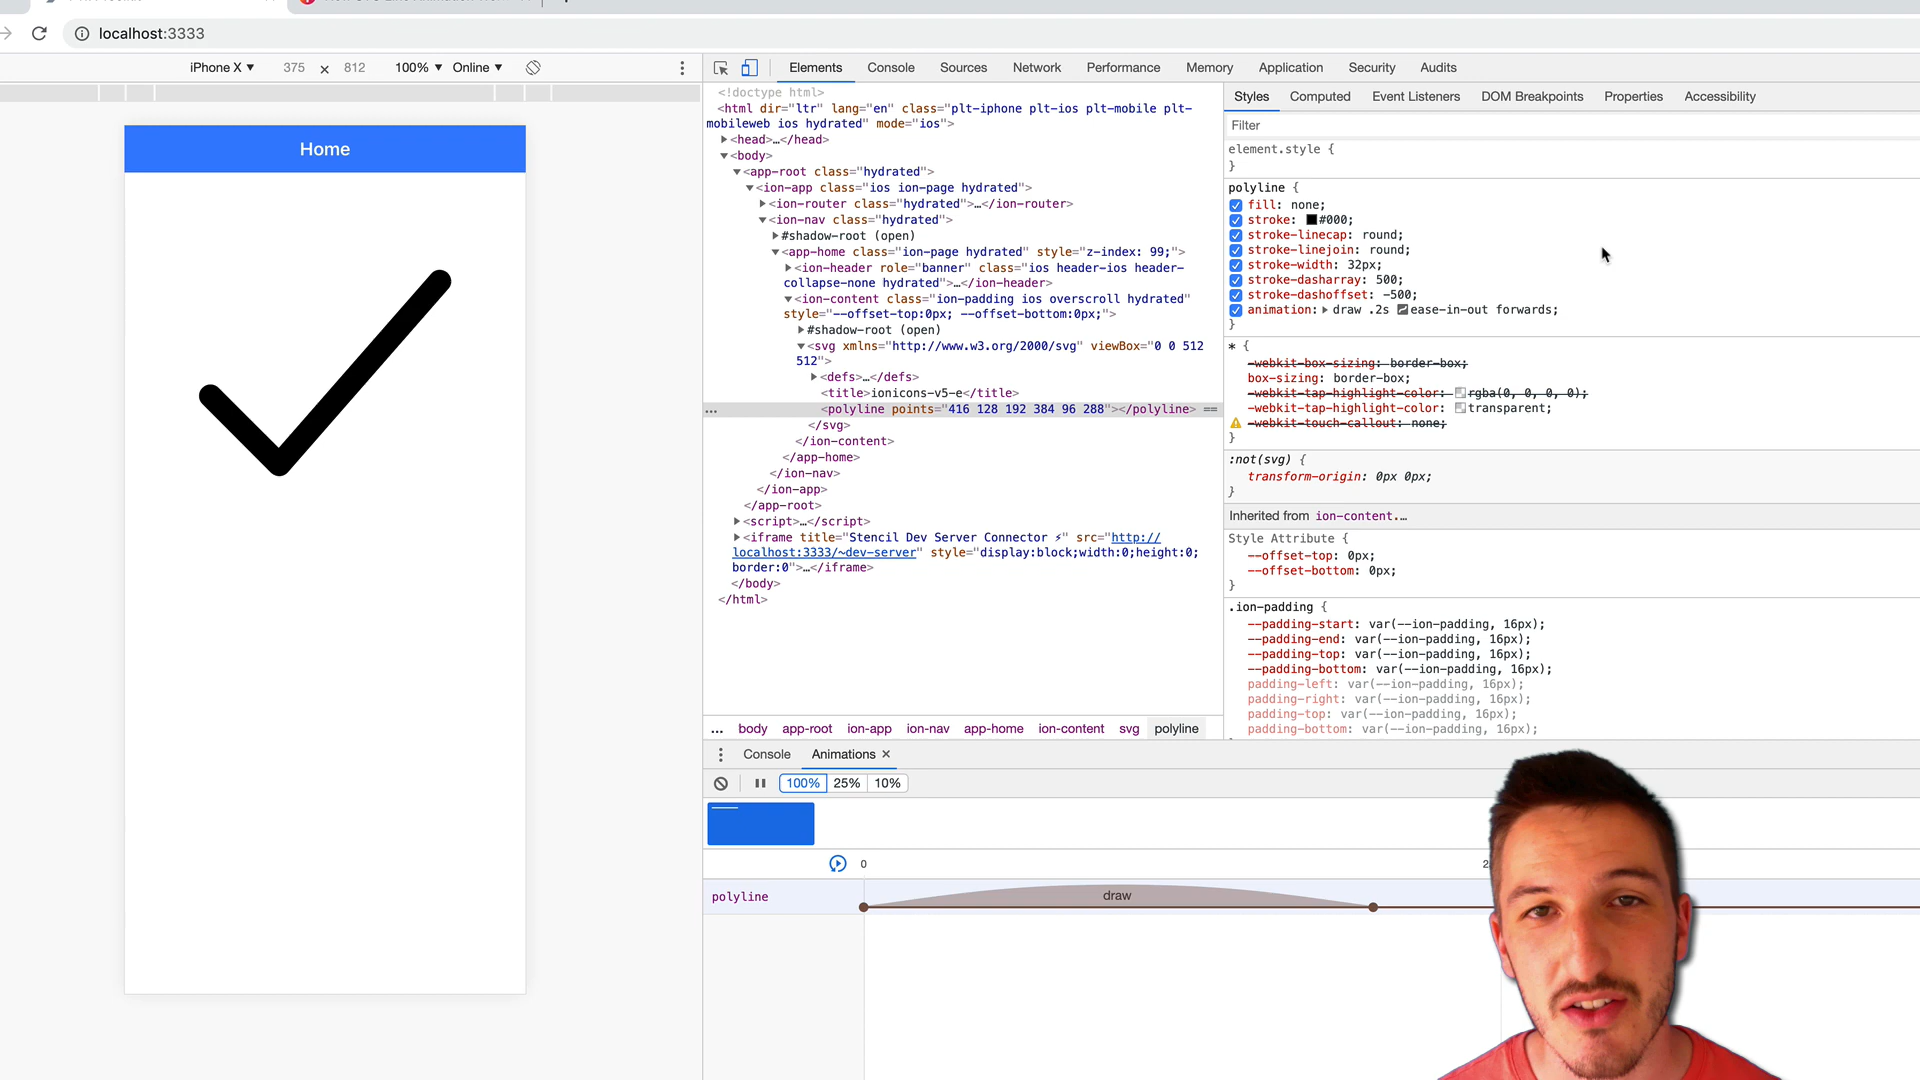 localhost:3333
iPhone X ▼ 375 × 812 100% ▼ Online ▼
Elements Console Sources Network Performance Memory Application Security Audits
Home
<!doctype html>
<html dir="ltr" lang="en" class="plt-iphone plt-ios plt-mobile plt-
mobileweb ios hydrated" mode="ios">
▶<head>…</head>
▼<body>
▼<app-root class="hydrated">
▼<ion-app class="ios ion-page hydrated">
▶<ion-router class="hydrated">…</ion-router>
▼<ion-nav class="hydrated">
▶#shadow-root (open)
▼<app-home class="ion-page hydrated" style="z-index: 99;">
▶<ion-header role="banner" class="ios header-ios header-
collapse-none hydrated">…</ion-header>
▼<ion-content class="ion-padding ios overscroll hydrated"
style="--offset-top:0px; --offset-bottom:0px;">
▶#shadow-root (open)
▼<svg xmlns="http://www.w3.org/2000/svg" viewBox="0 0 512
512">
▶<defs>…</defs>
<title>ionicons-v5-e</title>
… <polyline points="416 128 192 384 96 288"></polyline> ==
</svg>
</ion-content>
</app-home>
</ion-nav>
</ion-app>
</app-root>
▶<script>…</script>
▶<iframe title="Stencil Dev Server Connector ⚡" src="http://
localhost:3333/~dev-server" style="display:block;width:0;height:0;
border:0">…</iframe>
</body>
</html>
… body app-root ion-app ion-nav app-home ion-content svg polyline
Styles Computed Event Listeners DOM Breakpoints Properties Accessibility
Filter
element.style {
}
polyline {
fill: none;
stroke: #000;
stroke-linecap: round;
stroke-linejoin: round;
stroke-width: 32px;
stroke-dasharray: 500;
stroke-dashoffset: -500;
animation: ▶ draw .2s ease-in-out forwards;
}
* {
-webkit-box-sizing: border-box;
box-sizing: border-box;
-webkit-tap-highlight-color: rgba(0, 0, 0, 0);
-webkit-tap-highlight-color: transparent;
-webkit-touch-callout: none;
}
:not(svg) {
transform-origin: 0px 0px;
}
Inherited from ion-content.…
Style Attribute {
--offset-top: 0px;
--offset-bottom: 0px;
}
.ion-padding {
--padding-start: var(--ion-padding, 16px);
--padding-end: var(--ion-padding, 16px);
--padding-top: var(--ion-padding, 16px);
--padding-bottom: var(--ion-padding, 16px);
padding-left: var(--ion-padding, 16px);
padding-right: var(--ion-padding, 16px);
padding-top: var(--ion-padding, 16px);
padding-bottom: var(--ion-padding, 16px);
Console Animations ×
100% 25% 10%
0
polyline draw